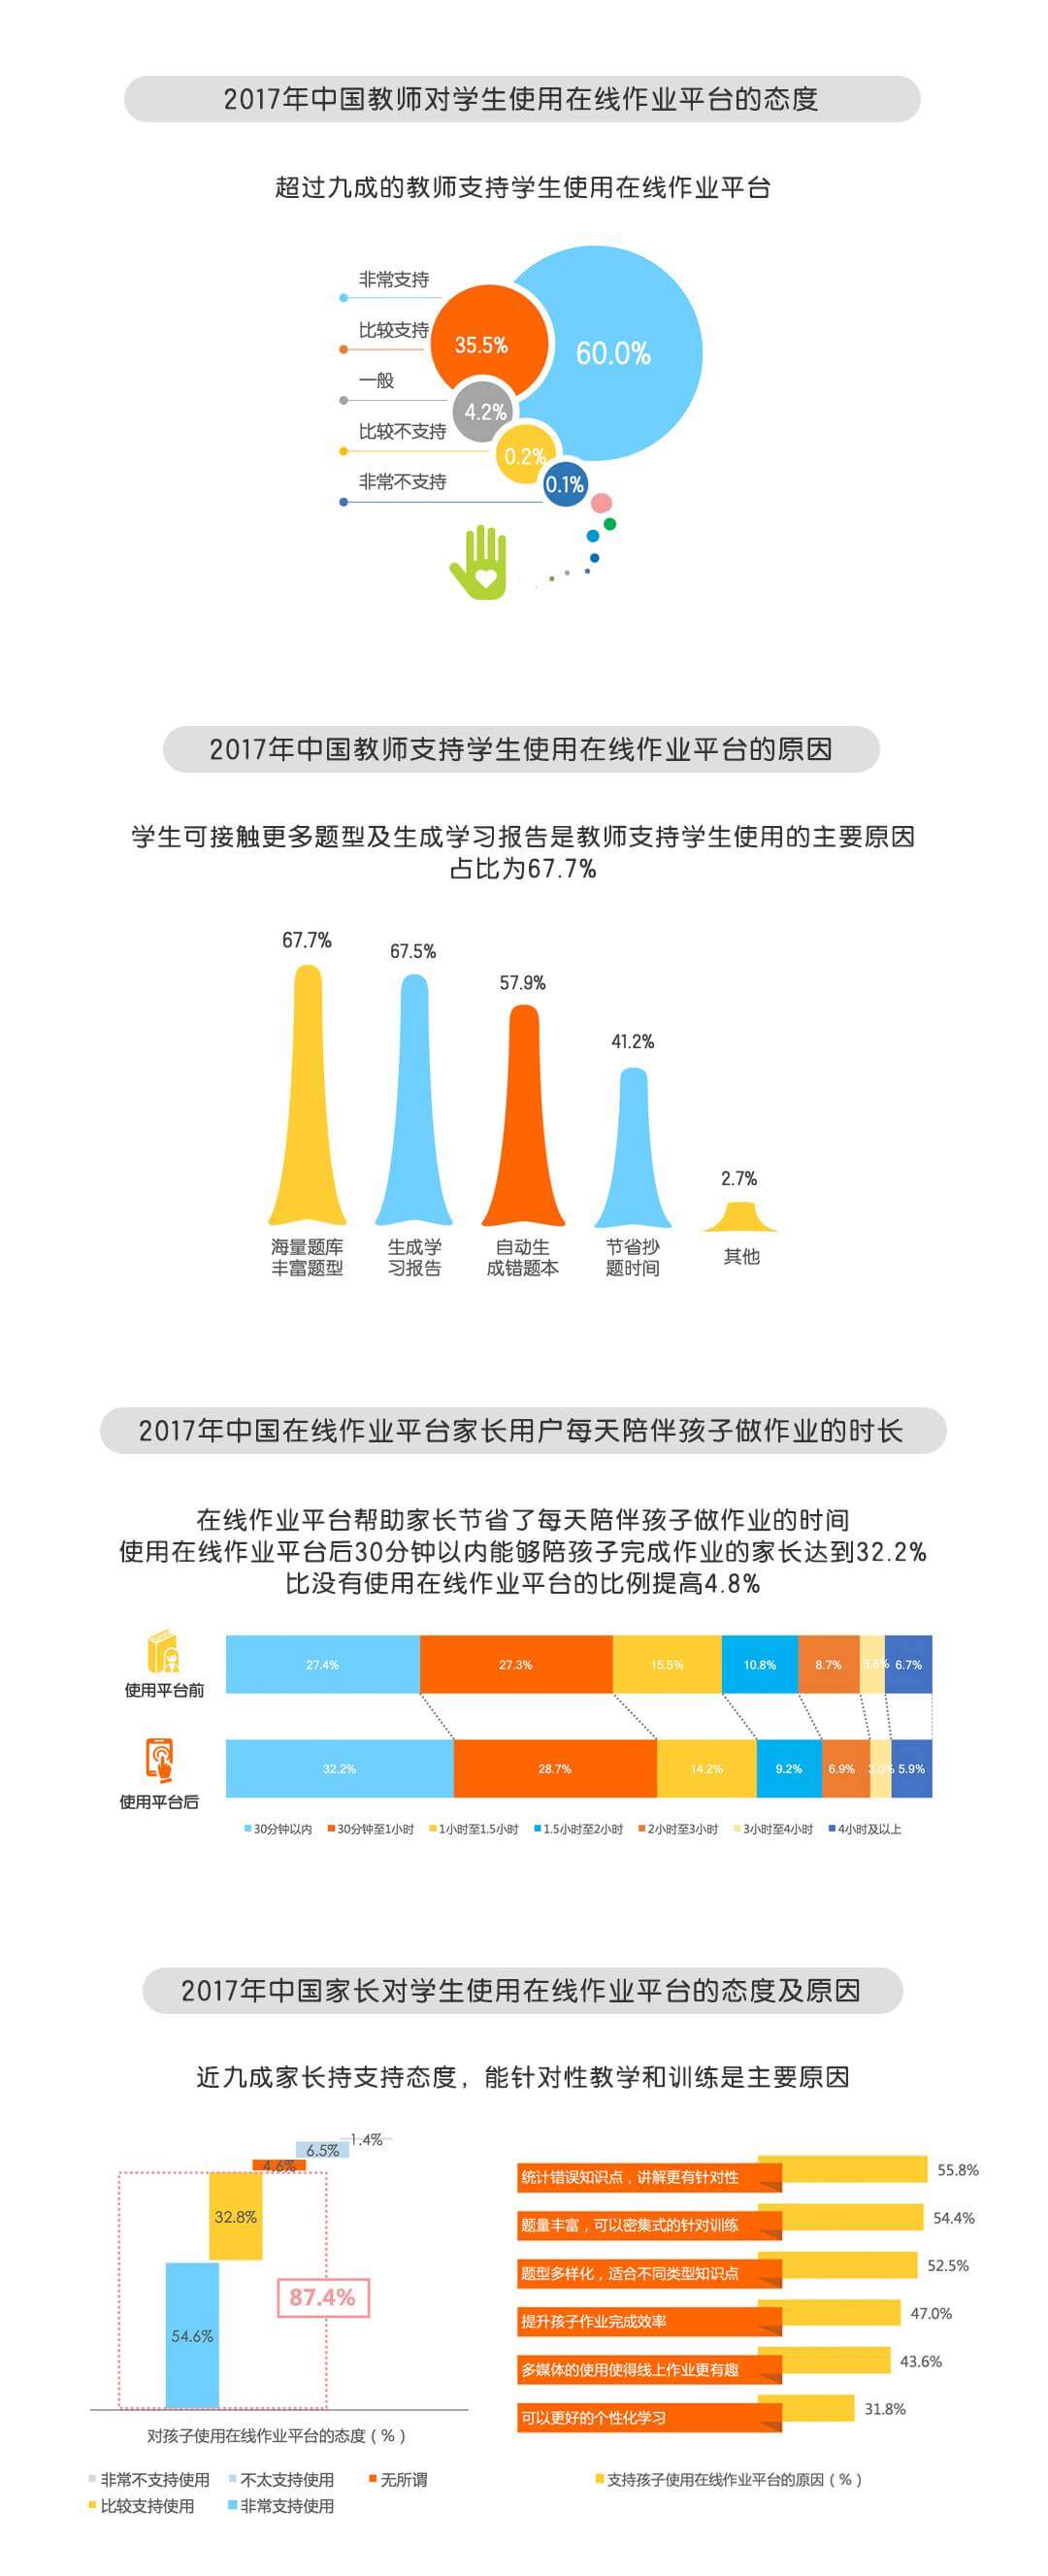 2017年中国教师对学生使用在线作业平台的态度
超过九成的教师支持学生使用在线作业平台
非常支持
比较支持
一般
比较不支持
非常不支持
35.5%
60.0%
4.2%
0.2%
0.1%
2017年中国教师支持学生使用在线作业平台的原因
学生可接触更多题型及生成学习报告是教师支持学生使用的主要原因
占比为67.7%
67.7%
67.5%
57.9%
41.2%
2.7%
海量题库
丰富题型
生成学
习报告
自动生
成错题本
节省抄
题时间
其他
2017年中国在线作业平台家长用户每天陪伴孩子做作业的时长
在线作业平台帮助家长节省了每天陪伴孩子做作业的时间
使用在线作业平台后30分钟以内能够陪孩子完成作业的家长达到32.2%
比没有使用在线作业平台的比例提高4.8%
使用平台前
27.4% 27.3% 15.5% 10.8% 8.7% 3.6% 6.7%
使用平台后
32.2% 28.7% 14.2% 9.2% 6.9% 3.0% 5.9%
30分钟以内 30分钟至1小时 1小时至1.5小时 1.5小时至2小时 2小时至3小时 3小时至4小时 4小时及以上
2017年中国家长对学生使用在线作业平台的态度及原因
近九成家长持支持态度，能针对性教学和训练是主要原因
1.4%
6.5%
4.6%
32.8%
87.4%
54.6%
对孩子使用在线作业平台的态度（%）
非常不支持使用 不太支持使用 无所谓
比较支持使用 非常支持使用
统计错误知识点，讲解更有针对性 55.8%
题量丰富，可以密集式的针对训练 54.4%
题型多样化，适合不同类型知识点 52.5%
提升孩子作业完成效率 47.0%
多媒体的使用使得线上作业更有趣 43.6%
可以更好的个性化学习 31.8%
支持孩子使用在线作业平台的原因（%）